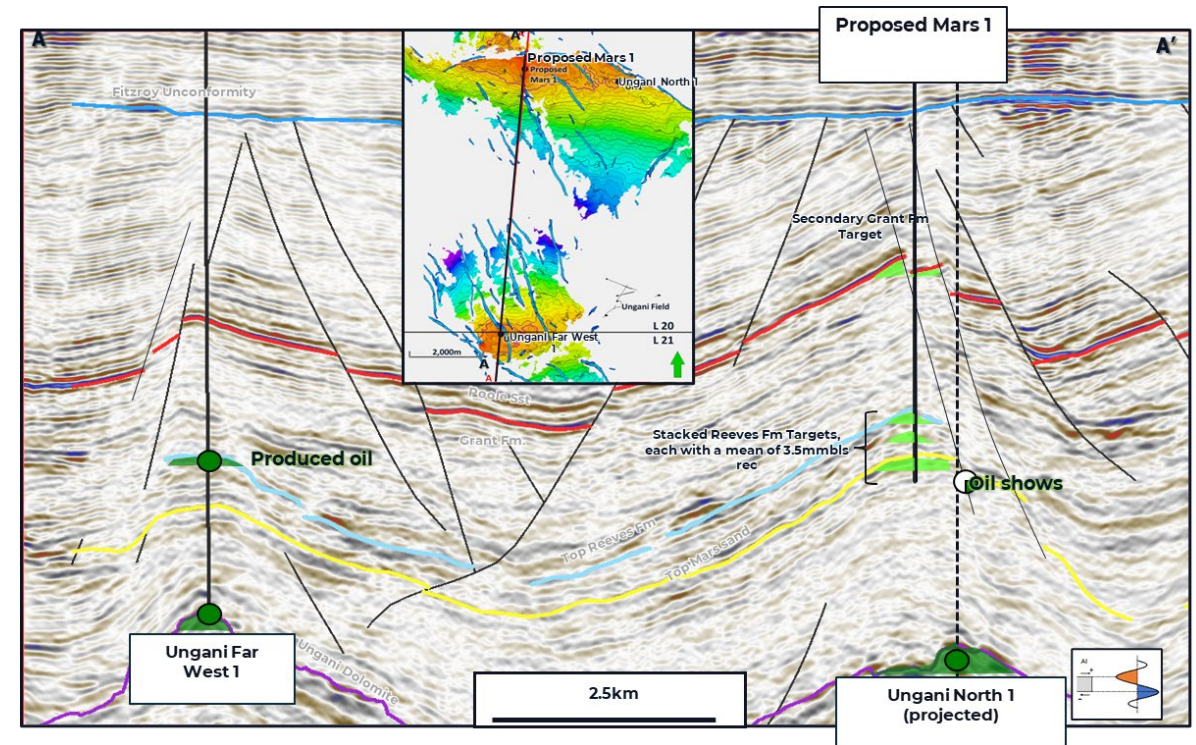 Proposed Mars 1
A
A'
Fitzroy Unconformity
A'
Proposed Mars 1
Proposed
Mars 1
Ungani North 1
Ungani Field
L 20
L 21
Ungani Far West
1
2,000m
A
A
Secondary Grant Fm
Target
Poole Sst.
Grant Fm.
Stacked Reeves Fm Targets,
each with a mean of 3.5mmbls
rec
Produced oil
Oil shows
Top Reeves Fm
Top Mars sand
Ungani Dolomite
Ungani Far
West 1
2.5km
Ungani North 1
(projected)
AI
+
-